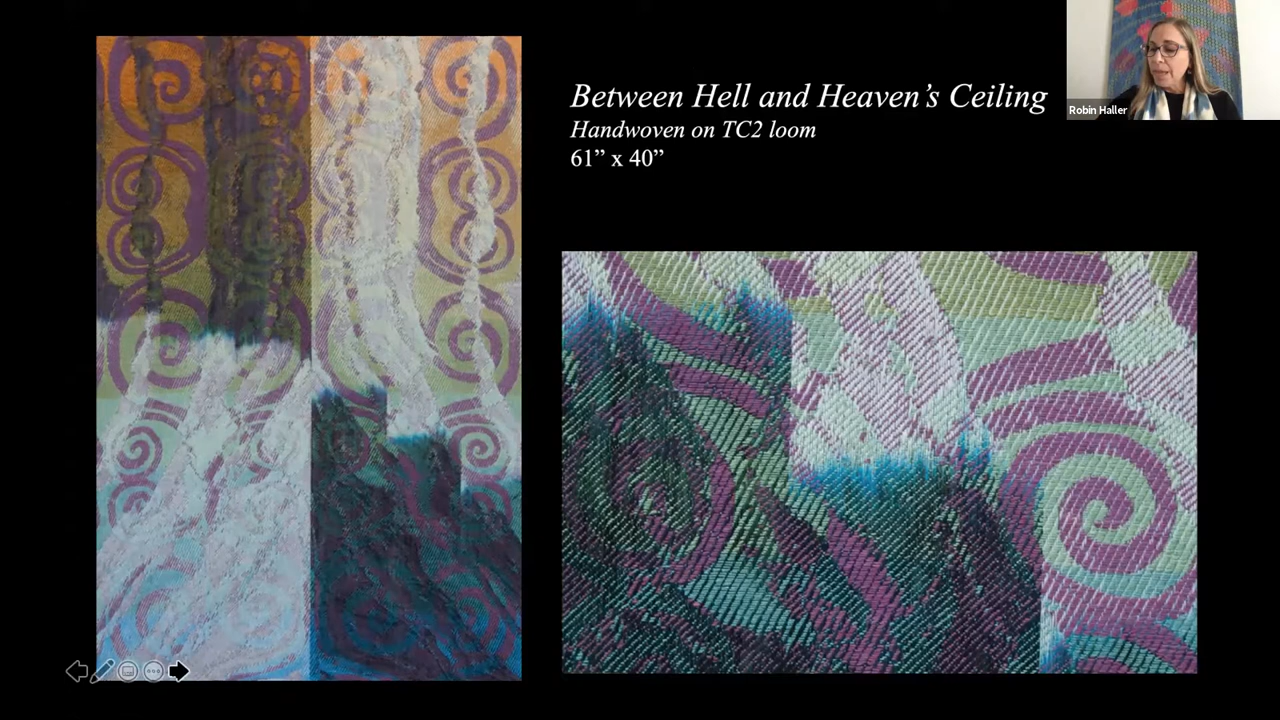 Between Hell and Heaven’s Ceiling
Handwoven on TC2 loom
61” x 40”
Robin Haller